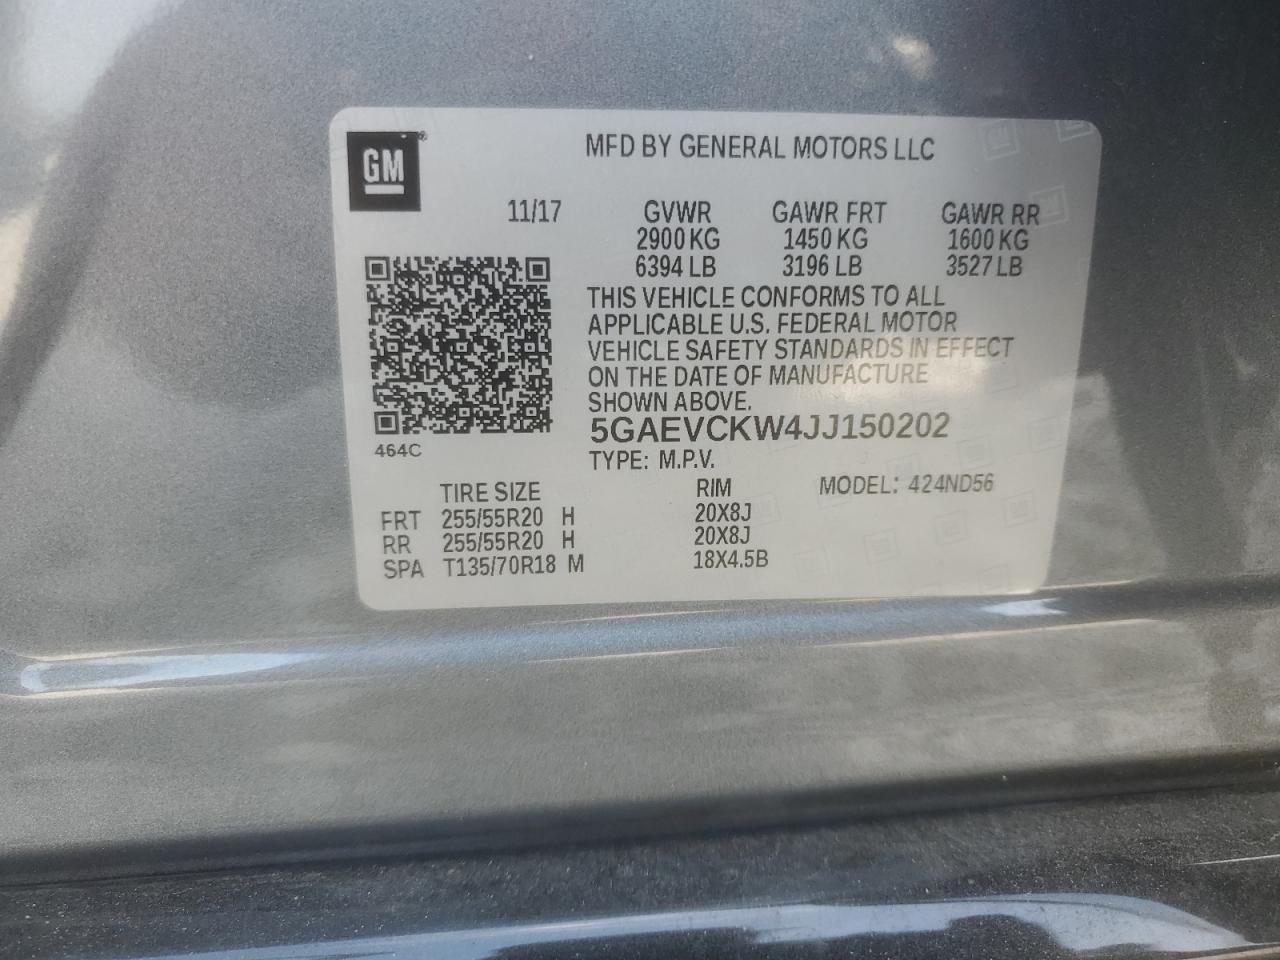 GM
MFD BY GENERAL MOTORS LLC
11/17 GVWR GAWR FRT GAWR RR
2900 KG 1450 KG 1600 KG
6394 LB 3196 LB 3527 LB
THIS VEHICLE CONFORMS TO ALL
APPLICABLE U.S. FEDERAL MOTOR
VEHICLE SAFETY STANDARDS IN EFFECT
ON THE DATE OF MANUFACTURE
SHOWN ABOVE.
5GAEVCKW4JJ150202
464C
TYPE: M.P.V.
TIRE SIZE RIM MODEL: 424ND56
FRT 255/55R20 H 20X8J
RR 255/55R20 H 20X8J
SPA T135/70R18 M 18X4.5B